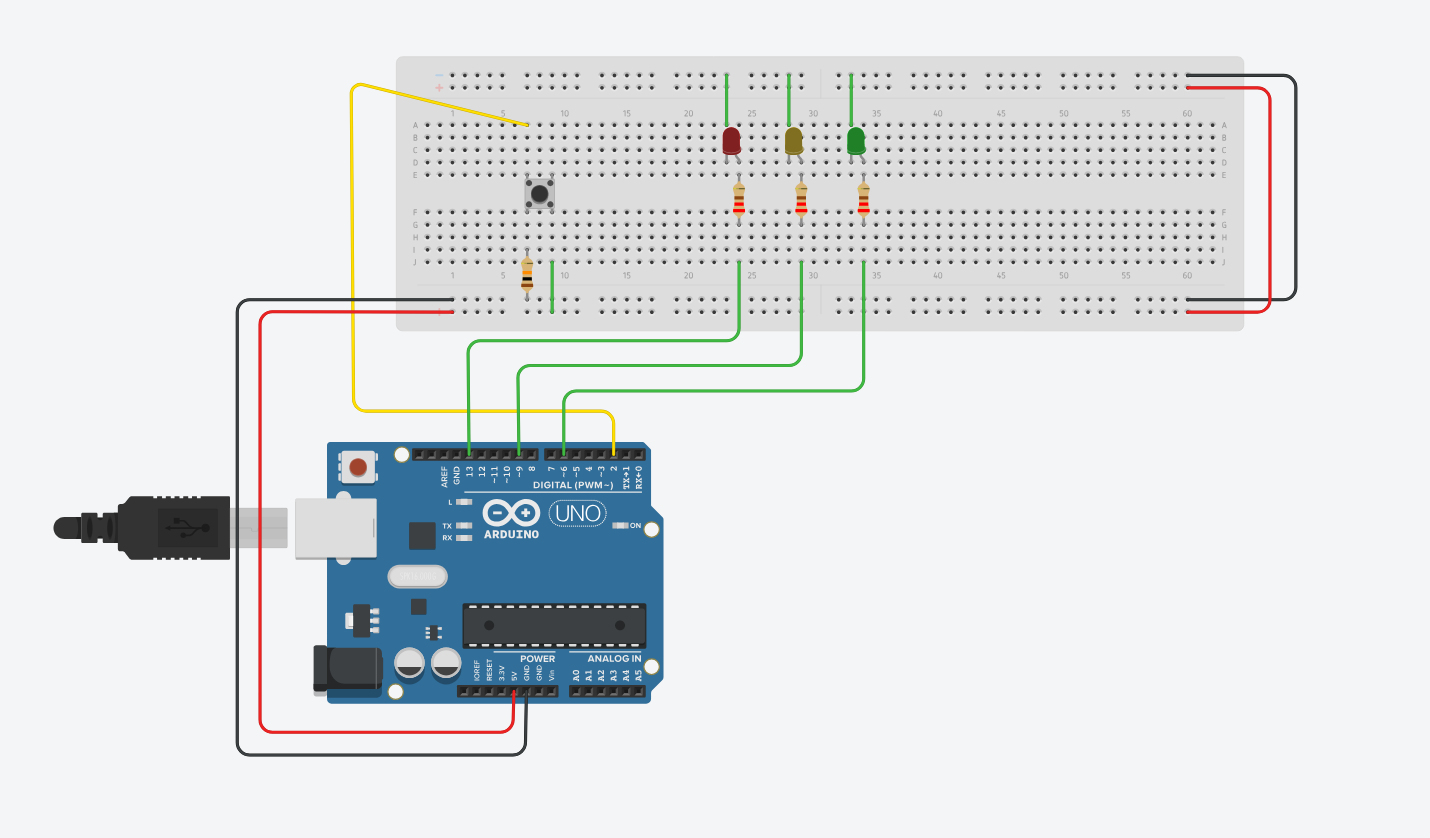 −
+
1 5 10 15 20 25 30 35 40 45 50 55 60
A A
B B
C C
D D
E E
F F
G G
H H
I I
J J
1 5 10 15 20 25 30 35 40 45 50 55 60
AREF GND 13 12 ~11 ~10 ~9 8 7 ~6 ~5 4 ~3 2 TX→1 RX←0
DIGITAL (PWM~)
L
TX
RX
UNO
ARDUINO
ON
POWER ANALOG IN
IOREF RESET 3.3V 5V GND GND Vin A0 A1 A2 A3 A4 A5